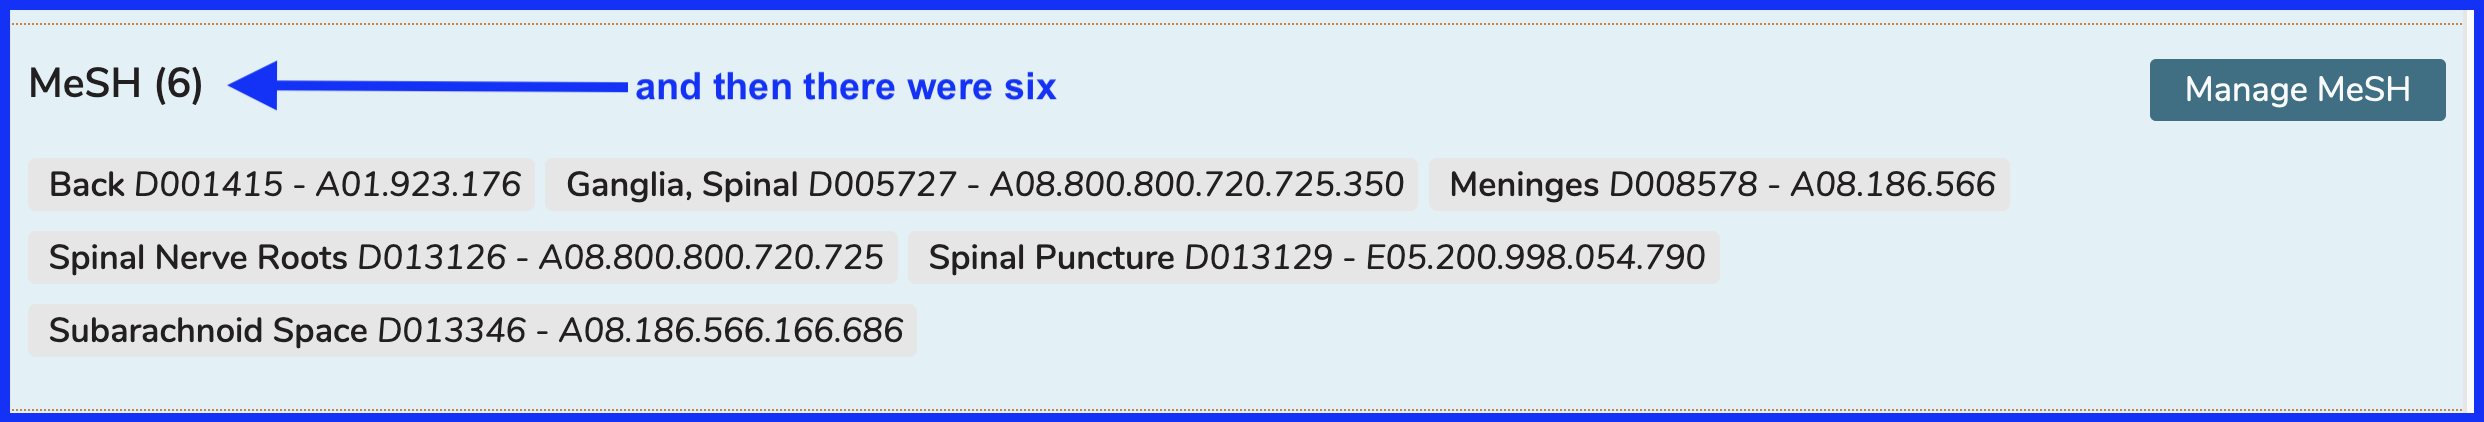 MeSH (6) and then there were six Manage MeSH
Back D001415 - A01.923.176 Ganglia, Spinal D005727 - A08.800.800.720.725.350 Meninges D008578 - A08.186.566
Spinal Nerve Roots D013126 - A08.800.800.720.725 Spinal Puncture D013129 - E05.200.998.054.790
Subarachnoid Space D013346 - A08.186.566.166.686